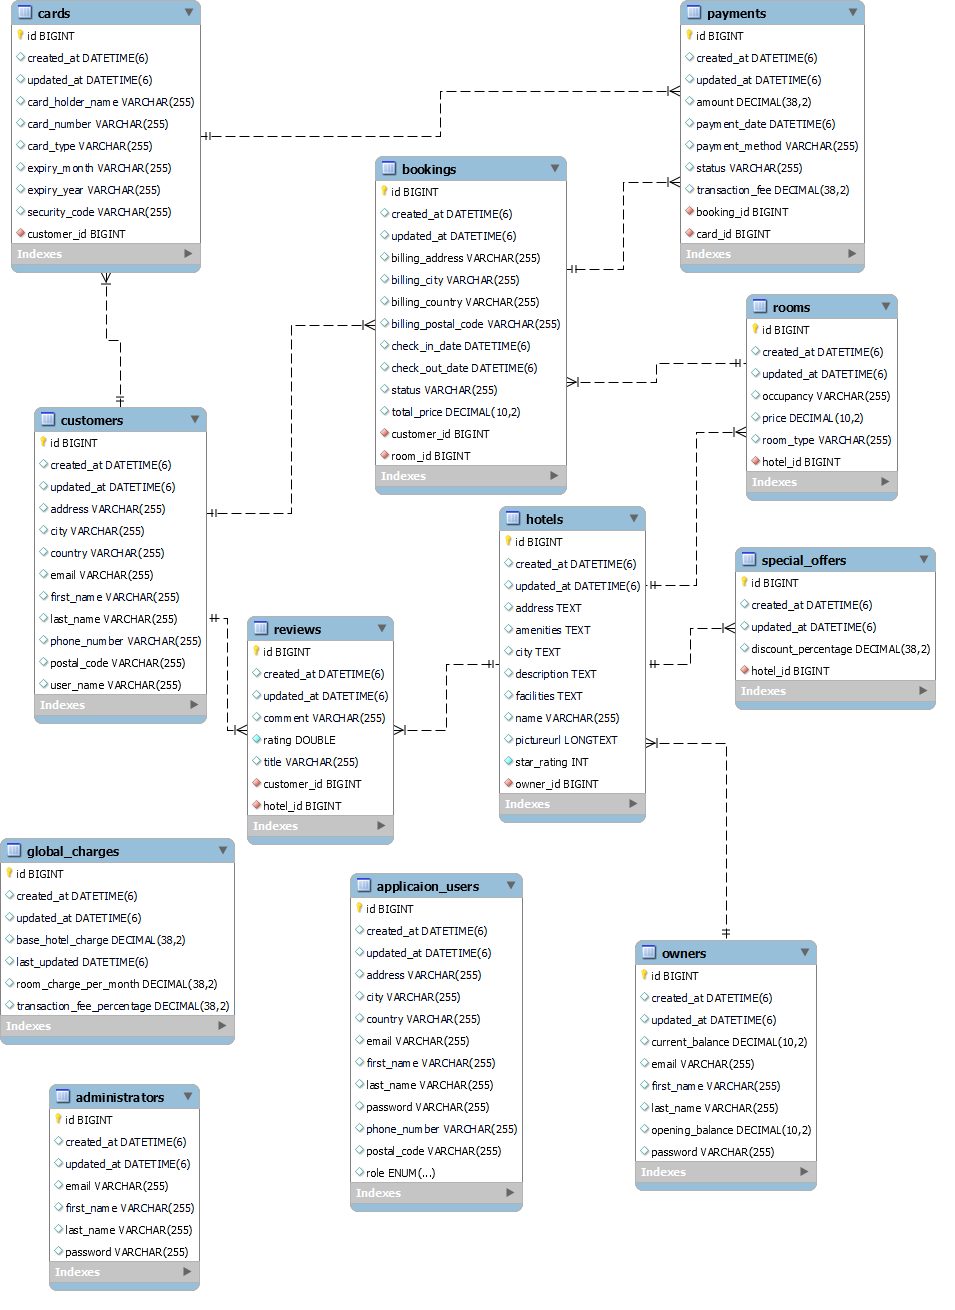 cards
id BIGINT
created_at DATETIME(6)
updated_at DATETIME(6)
card_holder_name VARCHAR(255)
card_number VARCHAR(255)
card_type VARCHAR(255)
expiry_month VARCHAR(255)
expiry_year VARCHAR(255)
security_code VARCHAR(255)
customer_id BIGINT
Indexes
payments
id BIGINT
created_at DATETIME(6)
updated_at DATETIME(6)
amount DECIMAL(38,2)
payment_date DATETIME(6)
payment_method VARCHAR(255)
status VARCHAR(255)
transaction_fee DECIMAL(38,2)
booking_id BIGINT
card_id BIGINT
Indexes
bookings
id BIGINT
created_at DATETIME(6)
updated_at DATETIME(6)
billing_address VARCHAR(255)
billing_city VARCHAR(255)
billing_country VARCHAR(255)
billing_postal_code VARCHAR(255)
check_in_date DATETIME(6)
check_out_date DATETIME(6)
status VARCHAR(255)
total_price DECIMAL(10,2)
customer_id BIGINT
room_id BIGINT
Indexes
rooms
id BIGINT
created_at DATETIME(6)
updated_at DATETIME(6)
occupancy VARCHAR(255)
price DECIMAL(10,2)
room_type VARCHAR(255)
hotel_id BIGINT
Indexes
customers
id BIGINT
created_at DATETIME(6)
updated_at DATETIME(6)
address VARCHAR(255)
city VARCHAR(255)
country VARCHAR(255)
email VARCHAR(255)
first_name VARCHAR(255)
last_name VARCHAR(255)
phone_number VARCHAR(255)
postal_code VARCHAR(255)
user_name VARCHAR(255)
Indexes
hotels
id BIGINT
created_at DATETIME(6)
updated_at DATETIME(6)
address TEXT
amenities TEXT
city TEXT
description TEXT
facilities TEXT
name VARCHAR(255)
pictureurl LONGTEXT
star_rating INT
owner_id BIGINT
Indexes
special_offers
id BIGINT
created_at DATETIME(6)
updated_at DATETIME(6)
discount_percentage DECIMAL(38,2)
hotel_id BIGINT
Indexes
reviews
id BIGINT
created_at DATETIME(6)
updated_at DATETIME(6)
comment VARCHAR(255)
rating DOUBLE
title VARCHAR(255)
customer_id BIGINT
hotel_id BIGINT
Indexes
global_charges
id BIGINT
created_at DATETIME(6)
updated_at DATETIME(6)
base_hotel_charge DECIMAL(38,2)
last_updated DATETIME(6)
room_charge_per_month DECIMAL(38,2)
transaction_fee_percentage DECIMAL(38,2)
Indexes
applicaion_users
id BIGINT
created_at DATETIME(6)
updated_at DATETIME(6)
address VARCHAR(255)
city VARCHAR(255)
country VARCHAR(255)
email VARCHAR(255)
first_name VARCHAR(255)
last_name VARCHAR(255)
password VARCHAR(255)
phone_number VARCHAR(255)
postal_code VARCHAR(255)
role ENUM(...)
Indexes
owners
id BIGINT
created_at DATETIME(6)
updated_at DATETIME(6)
current_balance DECIMAL(10,2)
email VARCHAR(255)
first_name VARCHAR(255)
last_name VARCHAR(255)
opening_balance DECIMAL(10,2)
password VARCHAR(255)
Indexes
administrators
id BIGINT
created_at DATETIME(6)
updated_at DATETIME(6)
email VARCHAR(255)
first_name VARCHAR(255)
last_name VARCHAR(255)
password VARCHAR(255)
Indexes